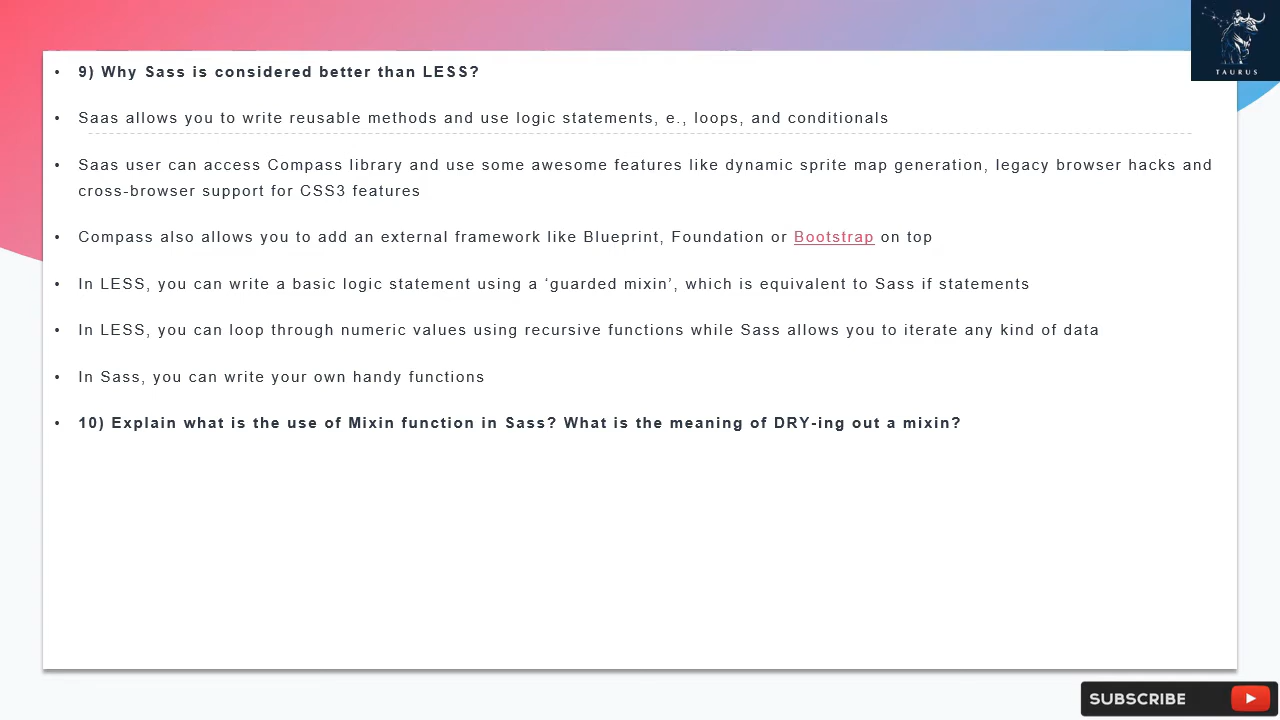 TAURUS
• 9) Why Sass is considered better than LESS?
• Saas allows you to write reusable methods and use logic statements, e., loops, and conditionals
• Saas user can access Compass library and use some awesome features like dynamic sprite map generation, legacy browser hacks and
cross-browser support for CSS3 features
• Compass also allows you to add an external framework like Blueprint, Foundation or Bootstrap on top
• In LESS, you can write a basic logic statement using a ‘guarded mixin’, which is equivalent to Sass if statements
• In LESS, you can loop through numeric values using recursive functions while Sass allows you to iterate any kind of data
• In Sass, you can write your own handy functions
• 10) Explain what is the use of Mixin function in Sass? What is the meaning of DRY-ing out a mixin?
SUBSCRIBE